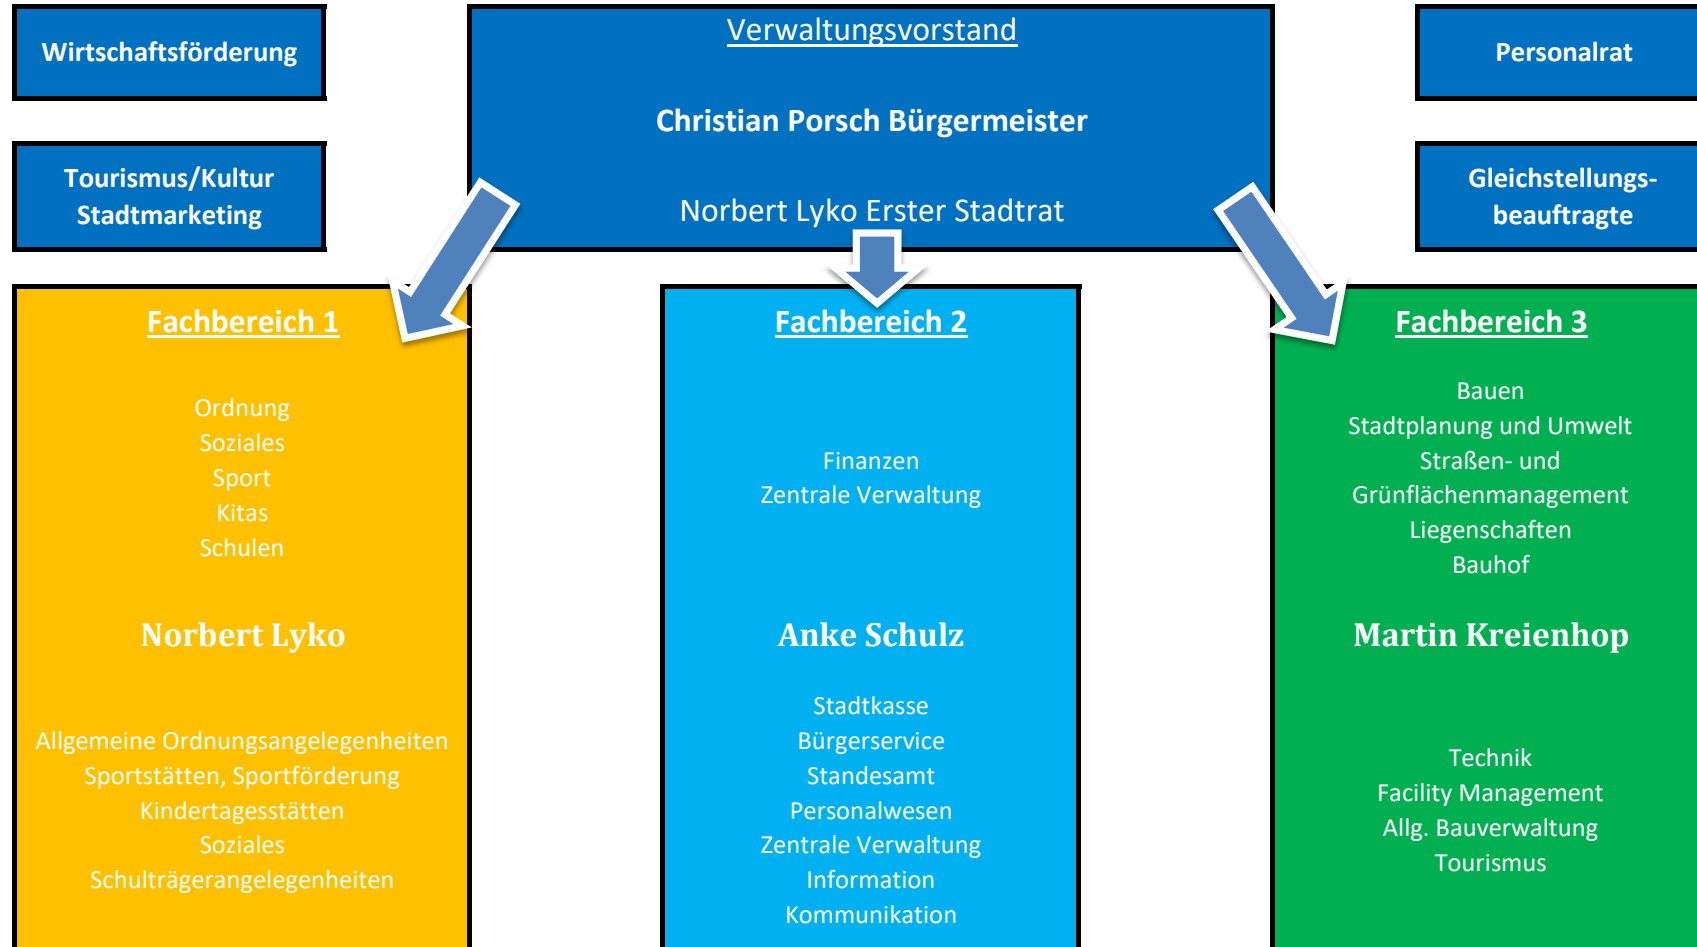 Wirtschaftsförderung
Tourismus/Kultur
Stadtmarketing
Verwaltungsvorstand
Christian Porsch Bürgermeister
Norbert Lyko Erster Stadtrat
Personalrat
Gleichstellungs-
beauftragte
Fachbereich 1
Ordnung
Soziales
Sport
Kitas
Schulen
Norbert Lyko
Allgemeine Ordnungsangelegenheiten
Sportstätten, Sportförderung
Kindertagesstätten
Soziales
Schulträgerangelegenheiten
Fachbereich 2
Finanzen
Zentrale Verwaltung
Anke Schulz
Stadtkasse
Bürgerservice
Standesamt
Personalwesen
Zentrale Verwaltung
Information
Kommunikation
Fachbereich 3
Bauen
Stadtplanung und Umwelt
Straßen- und
Grünflächenmanagement
Liegenschaften
Bauhof
Martin Kreienhop
Technik
Facility Management
Allg. Bauverwaltung
Tourismus